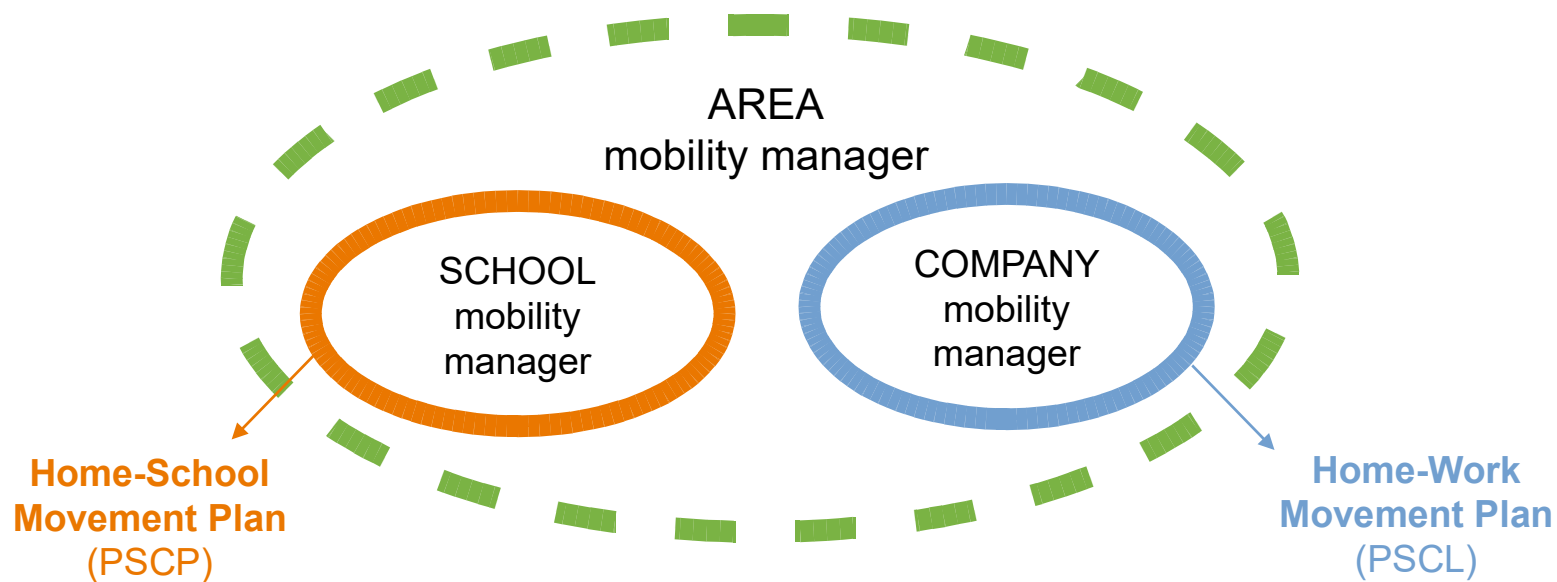 AREA
mobility manager
SCHOOL
mobility
manager
COMPANY
mobility
manager
Home-School
Movement Plan
(PSCP)
Home-Work
Movement Plan
(PSCL)